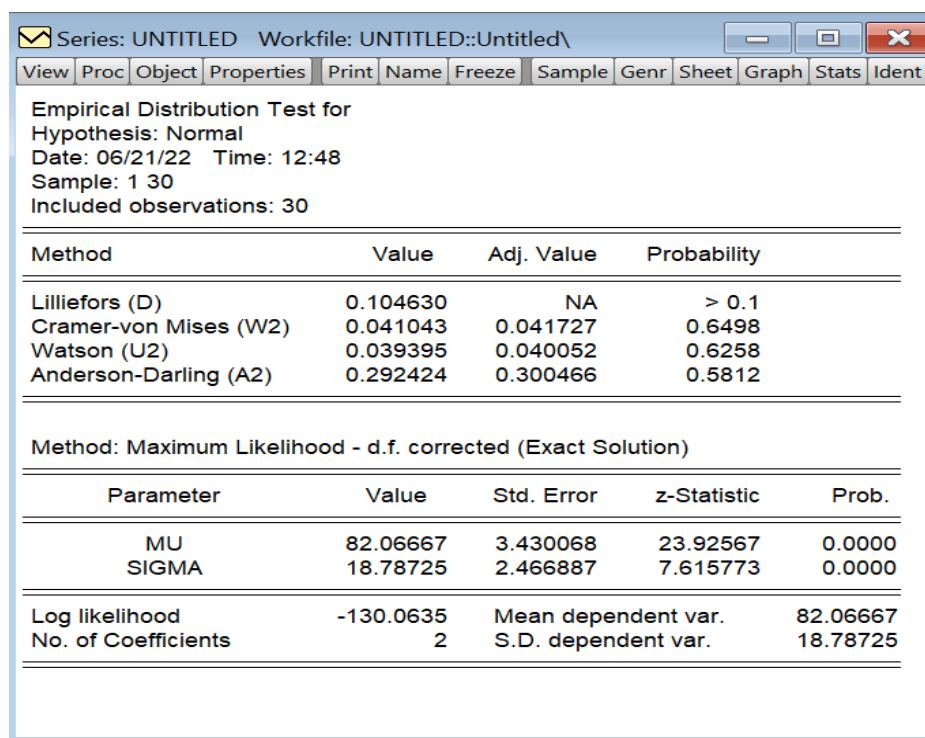 Series: UNTITLED Workfile: UNTITLED::Untitled\
View Proc Object Properties Print Name Freeze Sample Genr Sheet Graph Stats Ident
Empirical Distribution Test for
Hypothesis: Normal
Date: 06/21/22 Time: 12:48
Sample: 1 30
Included observations: 30
Method Value Adj. Value Probability
Lilliefors (D) 0.104630 NA > 0.1
Cramer-von Mises (W2) 0.041043 0.041727 0.6498
Watson (U2) 0.039395 0.040052 0.6258
Anderson-Darling (A2) 0.292424 0.300466 0.5812
Method: Maximum Likelihood - d.f. corrected (Exact Solution)
Parameter Value Std. Error z-Statistic Prob.
MU 82.06667 3.430068 23.92567 0.0000
SIGMA 18.78725 2.466887 7.615773 0.0000
Log likelihood -130.0635 Mean dependent var. 82.06667
No. of Coefficients 2 S.D. dependent var. 18.78725